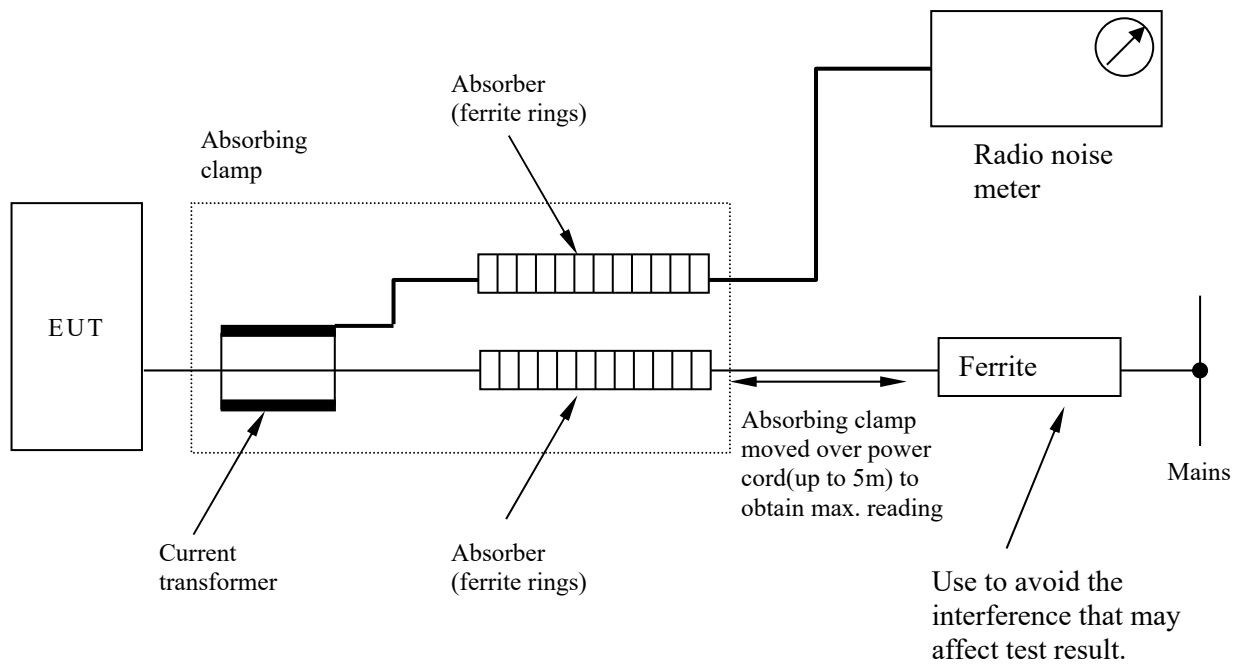 Absorber
(ferrite rings)
Absorbing
clamp
Radio noise
meter
EUT
Ferrite
Absorbing clamp
moved over power
cord(up to 5m) to
obtain max. reading
Mains
Current
transformer
Absorber
(ferrite rings)
Use to avoid the
interference that may
affect test result.